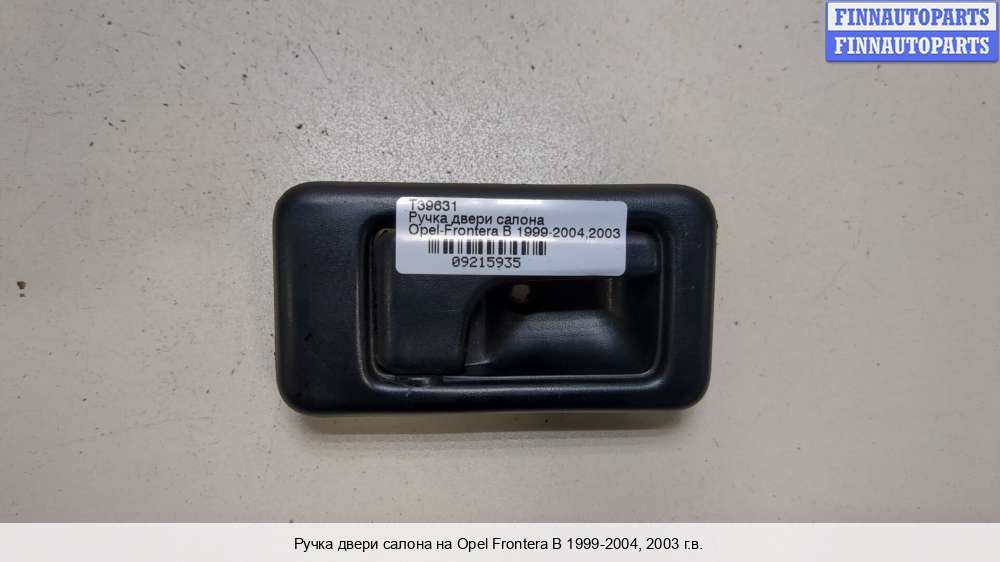 FINNAUTOPARTS
FINNAUTOPARTS
T39631
Ручка двери салона
Opel-Frontera B 1999-2004,2003
09215935
Ручка двери салона на Opel Frontera B 1999-2004, 2003 г.в.